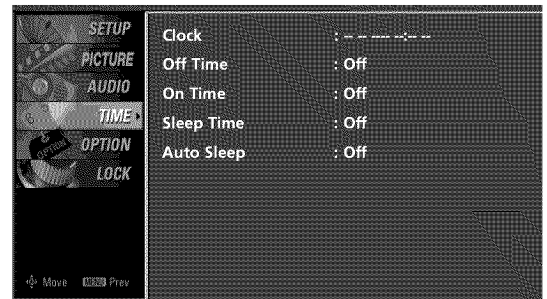 SETUP
PICTURE
AUDIO
TIME
OPTION
LOCK
Move MENU Prev
Clock : -- -- ---- --:-- --
Off Time : Off
On Time : Off
Sleep Time : Off
Auto Sleep : Off